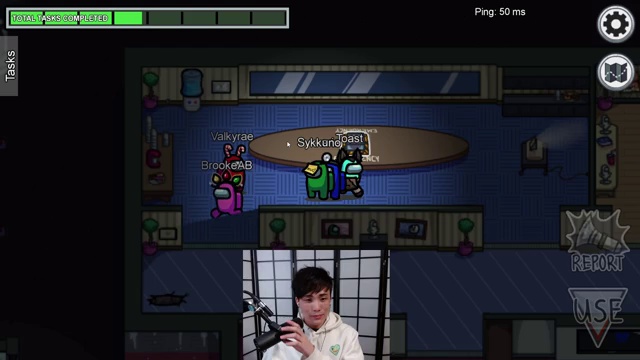 TOTAL TASKS COMPLETED
Ping: 50 ms
Tasks
Valkyrae
Sykkuno
Toast
BrookeAB
REPORT
USE